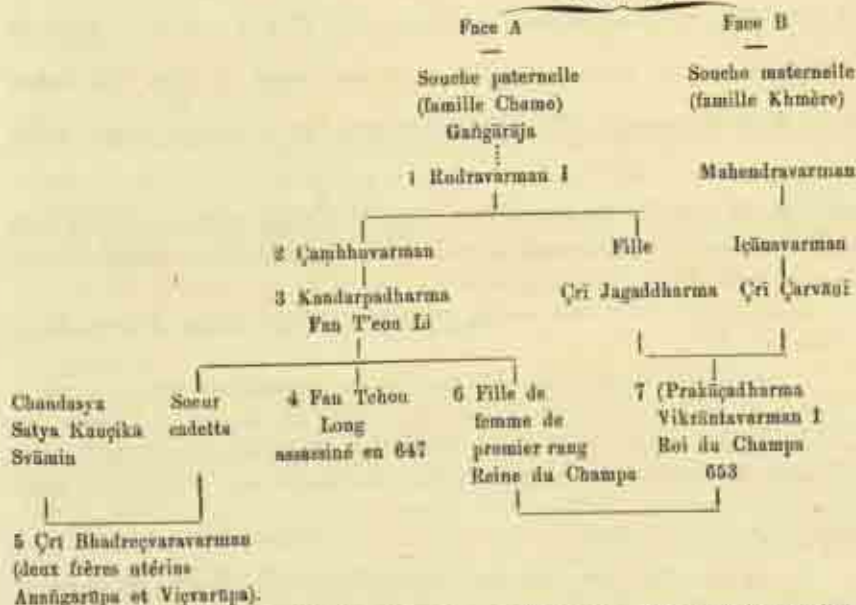 Face A
Face B
Souche paternelle
(famille Chame)
Gaṅgārāja
Souche maternelle
(famille Khmère)
1 Rudravarman I
Mahendravarman
2 Çaṃbhuvarman
Fille
Içānavarman
3 Kandarpadharma
Fan T'eou Li
Çrī Jagaddharma
Çrī Çarvāṇī
Chandasya
Satya Kauçika
Svāmin
Soeur
cadette
4 Fan Tchou
Long
assassiné en 647
6 Fille de
femme de
premier rang
Reine du Champa
7 (Prakāçadharma
Vikrāntavarman I
Roi du Champa
653
5 Çrī Bhadreçvaravarman
(deux frères utérins
Anaṅgarūpa et Viçvarūpa).